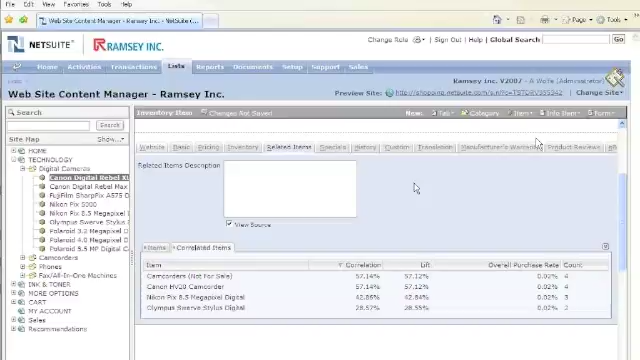 File Edit View Favorites Tools Help
Web Site Content Manager - Ramsey Inc. - NetSuite (...
Page Tools
NETSUITE RAMSEY INC.
Change Role Sign Out Help Global Search Go
Home Activities Transactions Lists Reports Documents Setup Support Sales
Ramsey Inc. V2007 - A Wolfe (Administrator)
Web Site Content Manager - Ramsey Inc.
Preview Site: Change Site
Search
Inventory Item Changes Not Saved New: Tab Category Item Info Item Form
Search
Site Map Show...
Website Basic Pricing Inventory Related Items Specials History Custom Translation Manufacturer's Warranty Product Reviews
HOME
TECHNOLOGY
Digital Cameras
Canon Digital Rebel XL
Canon Digital Rebel Max
FujiFilm SharpFix A575 D
Nikon Pix 5000
Nikon Pix 8.5 Megapixel
Olympus Swerve Stylus
Polaroid 3.2 Megapixel D
Polaroid 4.0 Megapixel D
Polaroid 5.5 MP Digital C
Camcorders
Phones
Fax/All-In-One Machines
INK & TONER
MORE OPTIONS
CART
MY ACCOUNT
Sales
Recommendations
Related Items Description
View Source
Items Correlated Items
Item Correlation Lift Overall Purchase Rate Count
Camcorders (Not For Sale) 57.14% 57.12% 0.02% 4
Canon HV20 Camcorder 57.14% 57.12% 0.02% 4
Nikon Pix 8.5 Megapixel Digital 42.86% 42.84% 0.02% 3
Olympus Swerve Stylus Digital 28.57% 28.55% 0.02% 2